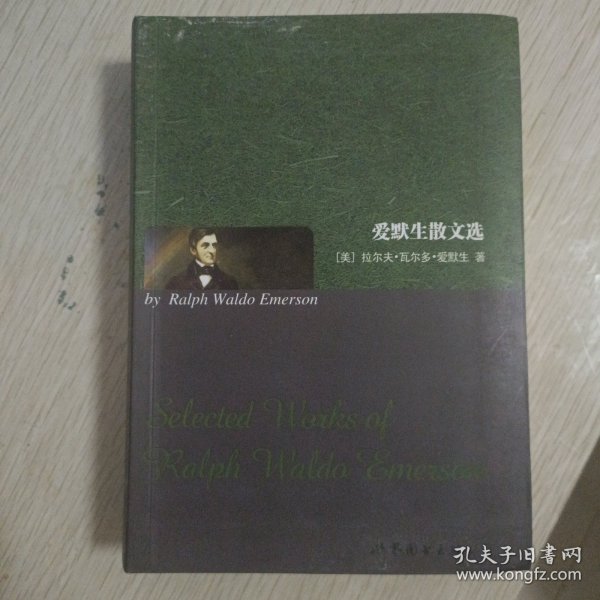 爱默生散文选
[美] 拉尔夫·瓦尔多·爱默生 著
by Ralph Waldo Emerson
Selected Works of
Ralph Waldo Emerson
孔夫子旧书网
www.kongfz.com